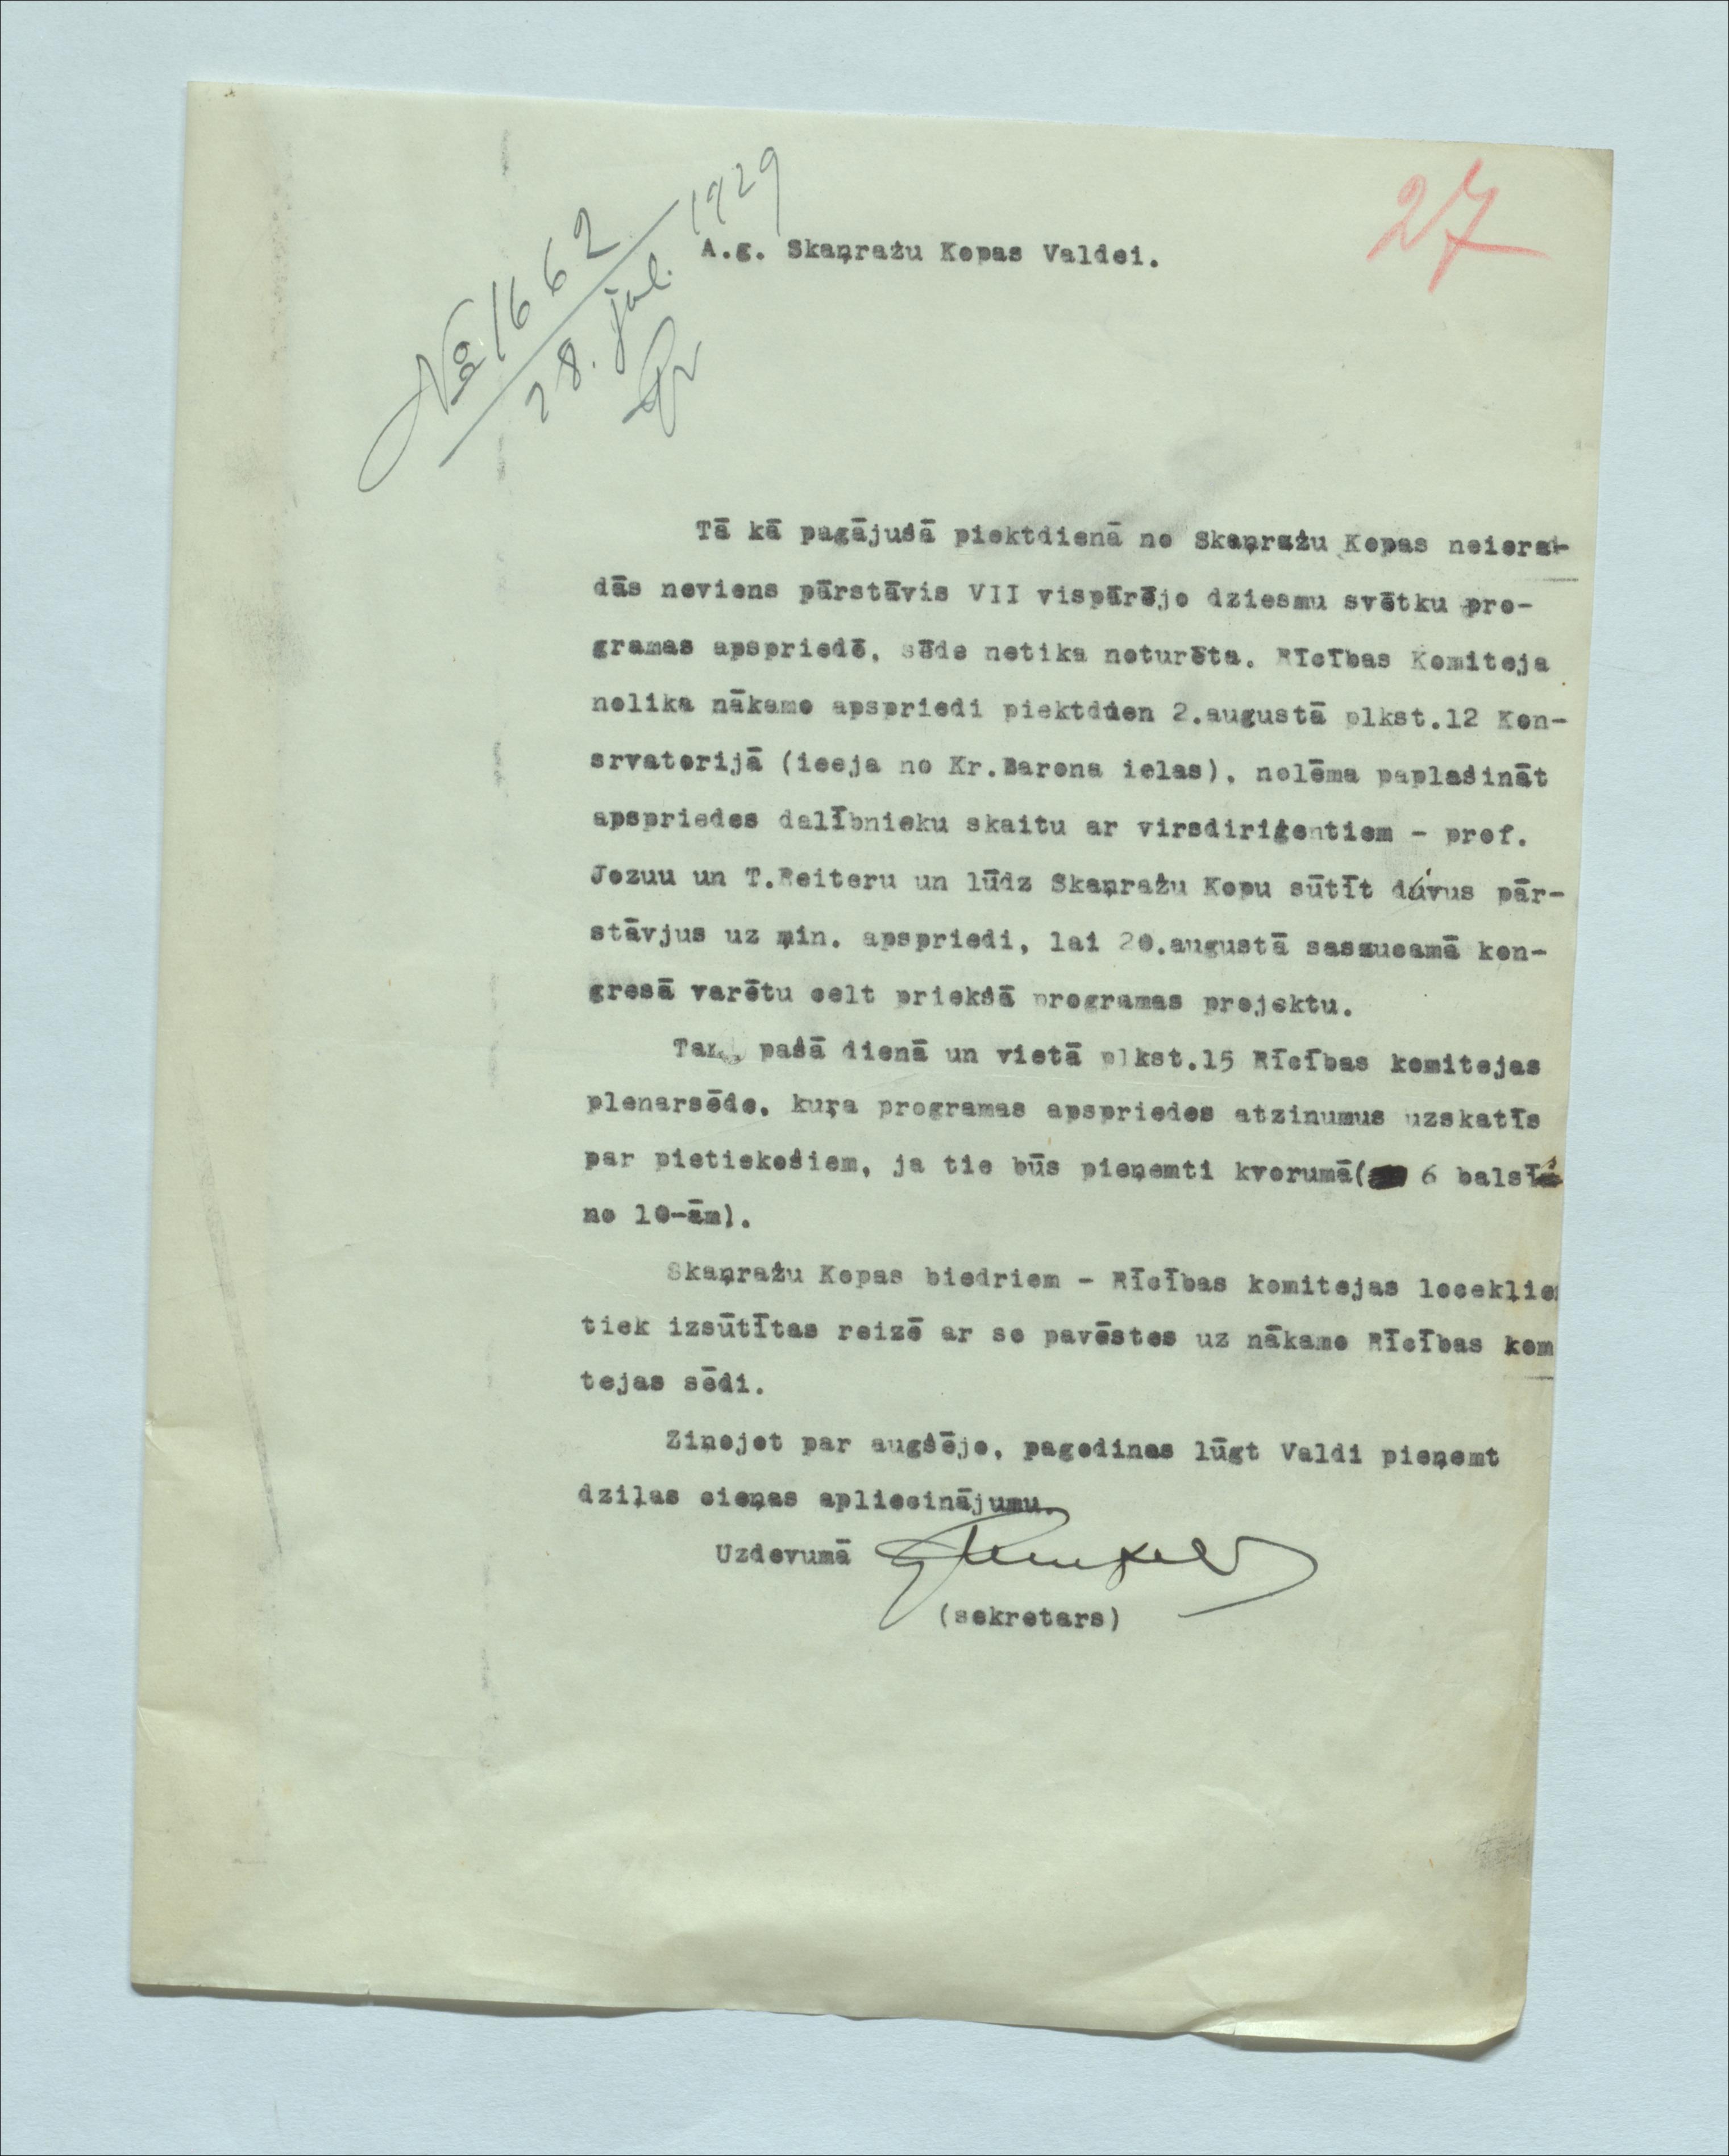 27
№ 1662
28. jul. 1929
A.g. Skaņražu Kopas Valdei.
Tā kā pagājušā piektdienā no Skaņražu Kopas neiera-
dās neviens pārstāvis VII vispārējo dziesmu svētku pro-
gramas apspriedē, sēde netika noturēta. Rīcības Komiteja
nolika nākamo apspriedi piektdien 2.augustā plkst.12 Kon-
srvatorijā (ieeja no Kr.Barona ielas), nolēma paplašināt
apspriedes dalībnieku skaitu ar virsdiriģentiem - prof.
Jozuu un T.Reiteru un lūdz Skaņražu Kopu sūtīt divus pār-
stāvjus uz min. apspriedi, lai 20.augustā sasaucamā kon-
gresā varētu celt priekšā programas projektu.
Tai pašā dienā un vietā plkst.15 Rīcības komitejas
plenarsēde, kuŗa programas apspriedes atzinumus uzskatīs
par pietiekošiem, ja tie būs pieņemti kvorumā( 6 balsīs
no 10-ām).
Skaņražu Kopas biedriem - Rīcības komitejas locekļie
tiek izsūtītas reizē ar šo pavēstes uz nākamo Rīcības kom
tejas sēdi.
Ziņojot par augšējo, pagodinos lūgt Valdi pieņemt
dziļas cieņas apliecinājumu.
Uzdevumā
(sekretars)